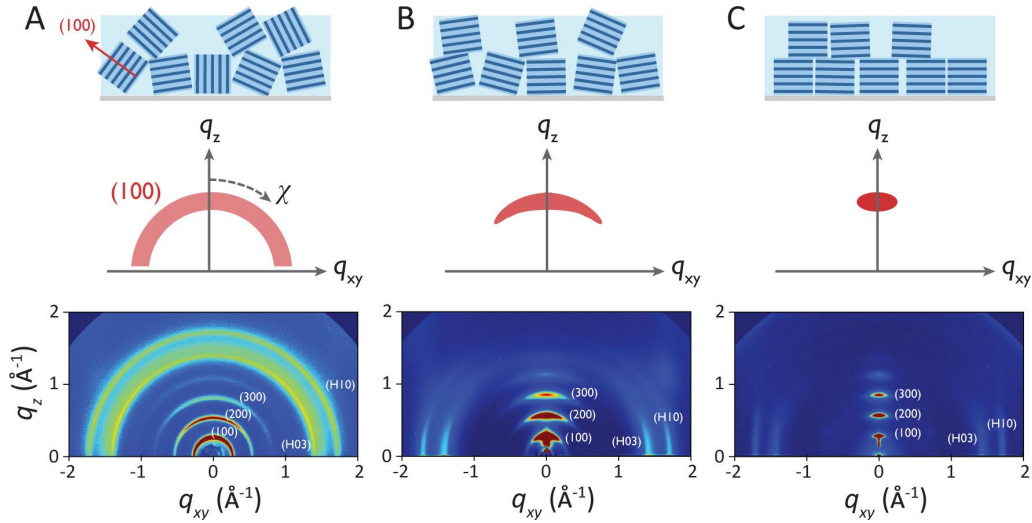 A
B
C
(100)
q_z
q_z
q_z
(100)
χ
q_xy
q_xy
q_xy
2
1
0
q_z (Å⁻¹)
(H10)
(300)
(200)
(100)
(H03)
-2
-1
0
1
2
q_xy (Å⁻¹)
2
1
0
(300)
(200)
(H10)
(100)
(H03)
-2
-1
0
1
2
q_xy (Å⁻¹)
2
1
0
(300)
(200)
(H10)
(100)
(H03)
-2
-1
0
1
2
q_xy (Å⁻¹)